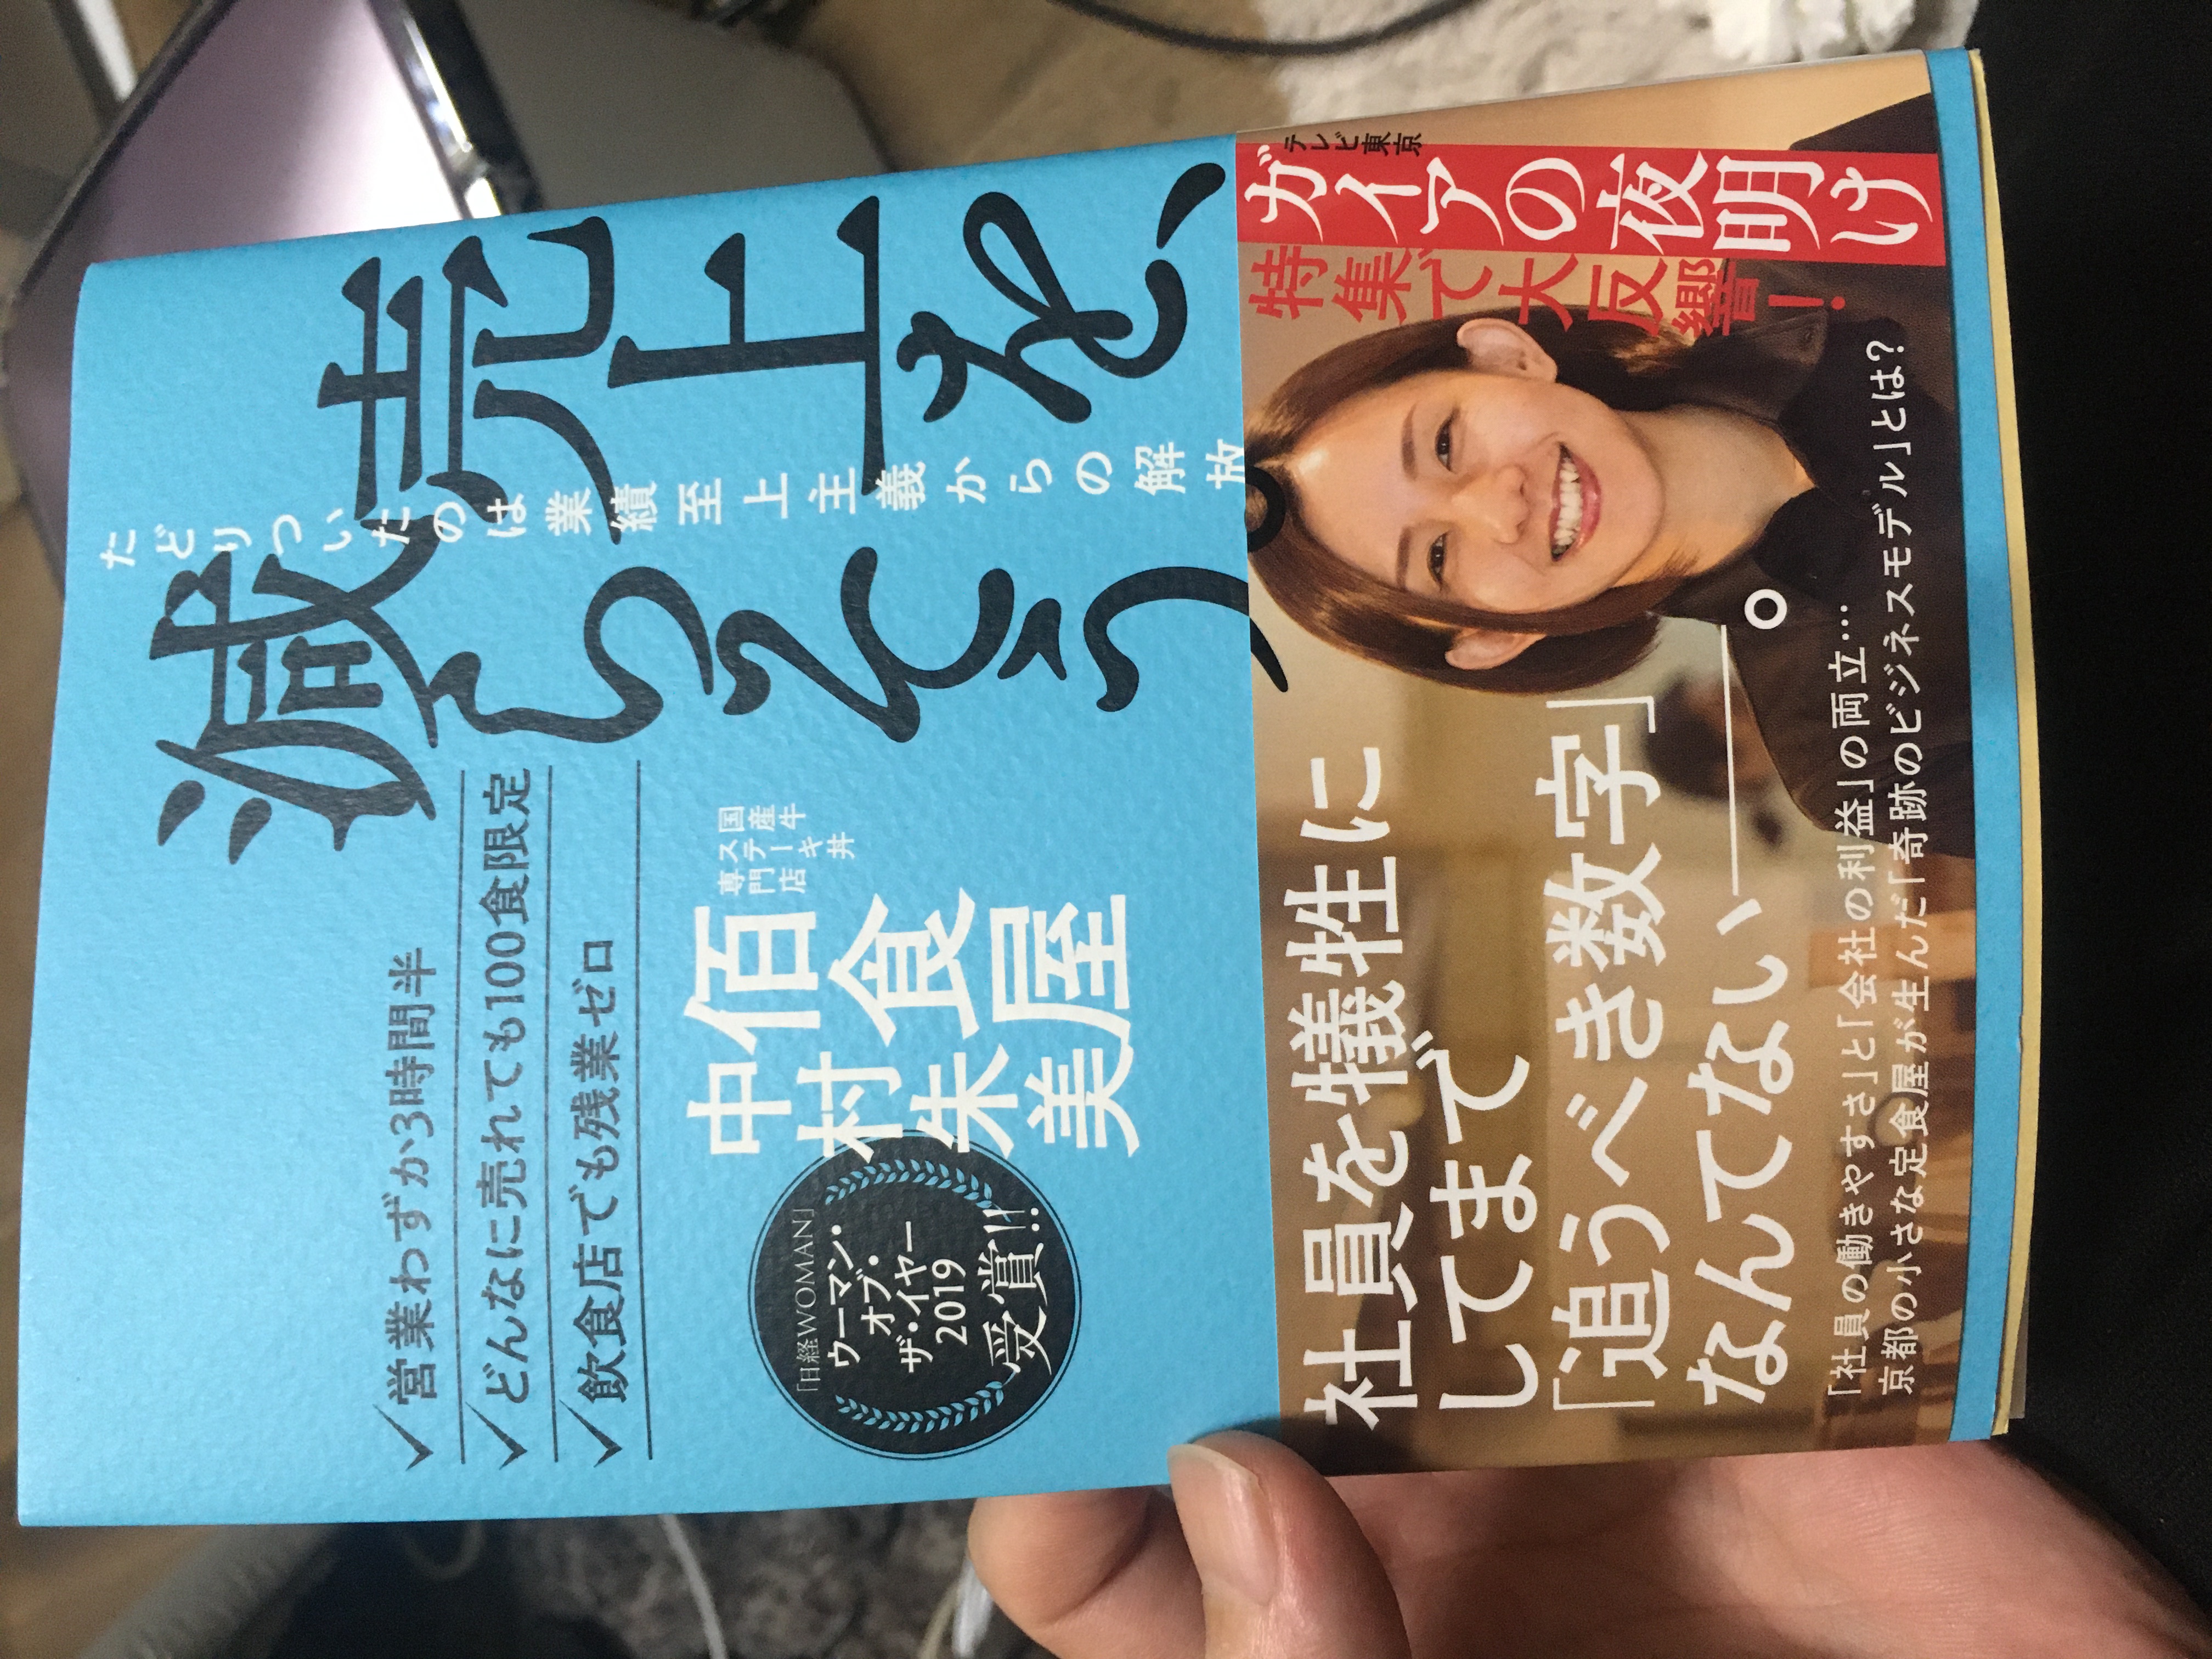 売上を、
減らそう。
たどりついたのは業績至上主義からの解放
営業わずか3時間半
どんなに売れても100食限定
飲食店でも残業ゼロ
国産牛
ステーキ丼
専門店
佰食屋
中村朱美
「日経WOMAN」
ウーマン・
オブ・
ザ・イヤー
2019
受賞!!
テレビ東京
ガイアの夜明け
特集で大反響！
社員を犠牲に
してまで
「追うべき数字」
なんてない――。
「社員の働きやすさ」と「会社の利益」の両立…
京都の小さな定食屋が生んだ「奇跡のビジネスモデル」とは？